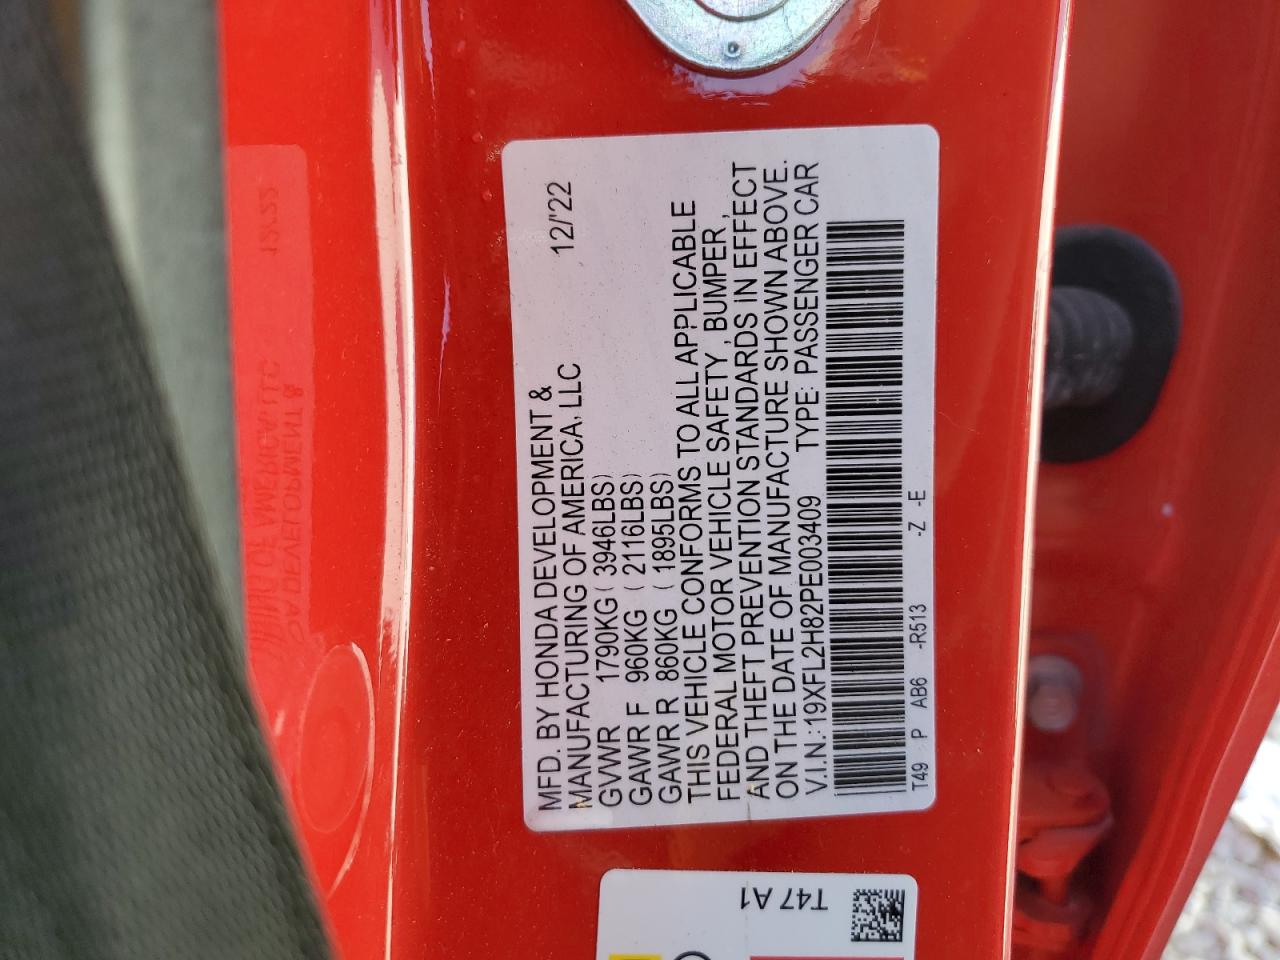 MFD. BY HONDA DEVELOPMENT &
MANUFACTURING OF AMERICA, LLC 12/'22
GVWR 1790KG ( 3946LBS)
GAWR F 960KG ( 2116LBS)
GAWR R 860KG ( 1895LBS)
THIS VEHICLE CONFORMS TO ALL APPLICABLE
FEDERAL MOTOR VEHICLE SAFETY , BUMPER ,
AND THEFT PREVENTION STANDARDS IN EFFECT
ON THE DATE OF MANUFACTURE SHOWN ABOVE.
V.I.N.:19XFL2H82PE003409 TYPE: PASSENGER CAR
T49 P AB6 -R513 -Z -E
T47 A1